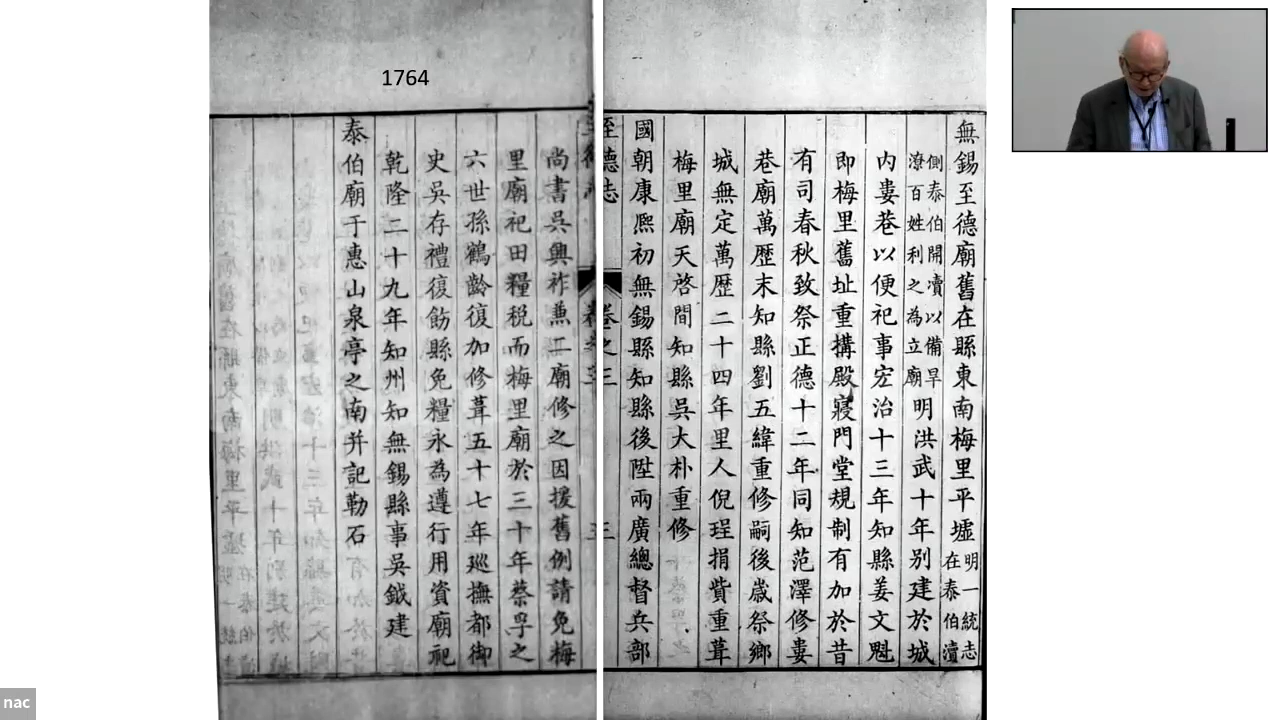 1764
無錫至德廟舊在縣東南梅里平墟明一統志在泰伯瀆
側泰伯開瀆以備旱潦百姓利之為立廟明洪武十年別建於城
内婁巷以便祀事宏治十三年知縣姜文魁
即梅里舊址重搆殿寢門堂規制有加於昔
有司春秋致祭正德十二年同知范澤修婁
巷廟萬歷末知縣劉五緯重修嗣後歳祭鄉
城無定萬歷二十四年里人倪珵捐貲重葺
梅里廟天啓間知縣吳大朴重修
國朝康熙初無錫縣知縣後陞兩廣總督兵部
至德志 卷之三 三
尚書吳興祚兼二廟修之因援舊例請免梅
里廟祀田糧税而梅里廟於三十年蔡孚之
六世孫鶴齡復加修葺五十七年廵撫都御
史吳存禮復飭縣免糧永為遵行用資廟祀
乾隆二十九年知州知無錫縣事吳鉞建
泰伯廟于惠山泉亭之南并記勒石
nac